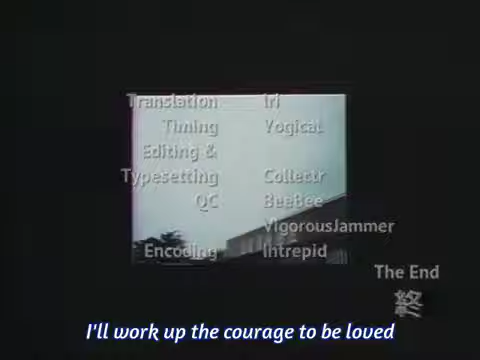 Translation Iri
Timing Yogicat
Editing &
Typesetting Collectr
QC BeeBee
VigorousJammer
Encoding Intrepid
The End
終
I'll work up the courage to be loved